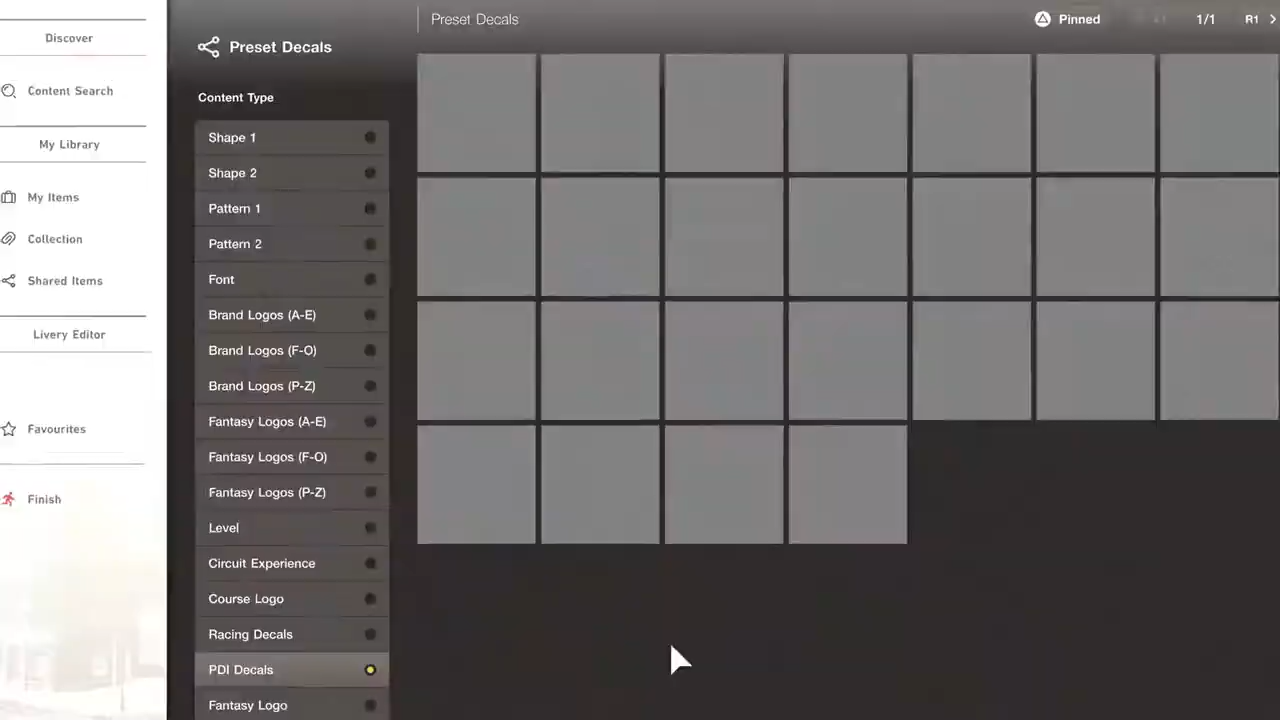 Discover
Content Search
My Library
My Items
Collection
Shared Items
Livery Editor
Favourites
Finish
Preset Decals
Content Type
Shape 1
Shape 2
Pattern 1
Pattern 2
Font
Brand Logos (A-E)
Brand Logos (F-O)
Brand Logos (P-Z)
Fantasy Logos (A-E)
Fantasy Logos (F-O)
Fantasy Logos (P-Z)
Level
Circuit Experience
Course Logo
Racing Decals
PDI Decals
Fantasy Logo
Preset Decals
Pinned 1/1 R1